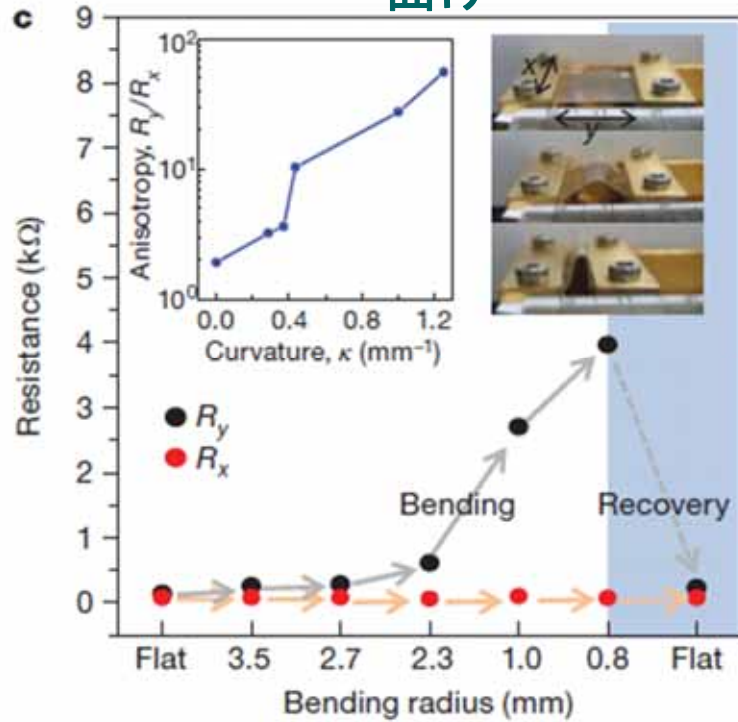 c
9
8
7
6
5
4
3
2
1
0
Resistance (kΩ)
10²
10¹
10⁰
Anisotropy, R_y/R_x
0.0 0.4 0.8 1.2
Curvature, κ (mm⁻¹)
x
y
R_y
R_x
Bending
Recovery
Flat 3.5 2.7 2.3 1.0 0.8 Flat
Bending radius (mm)